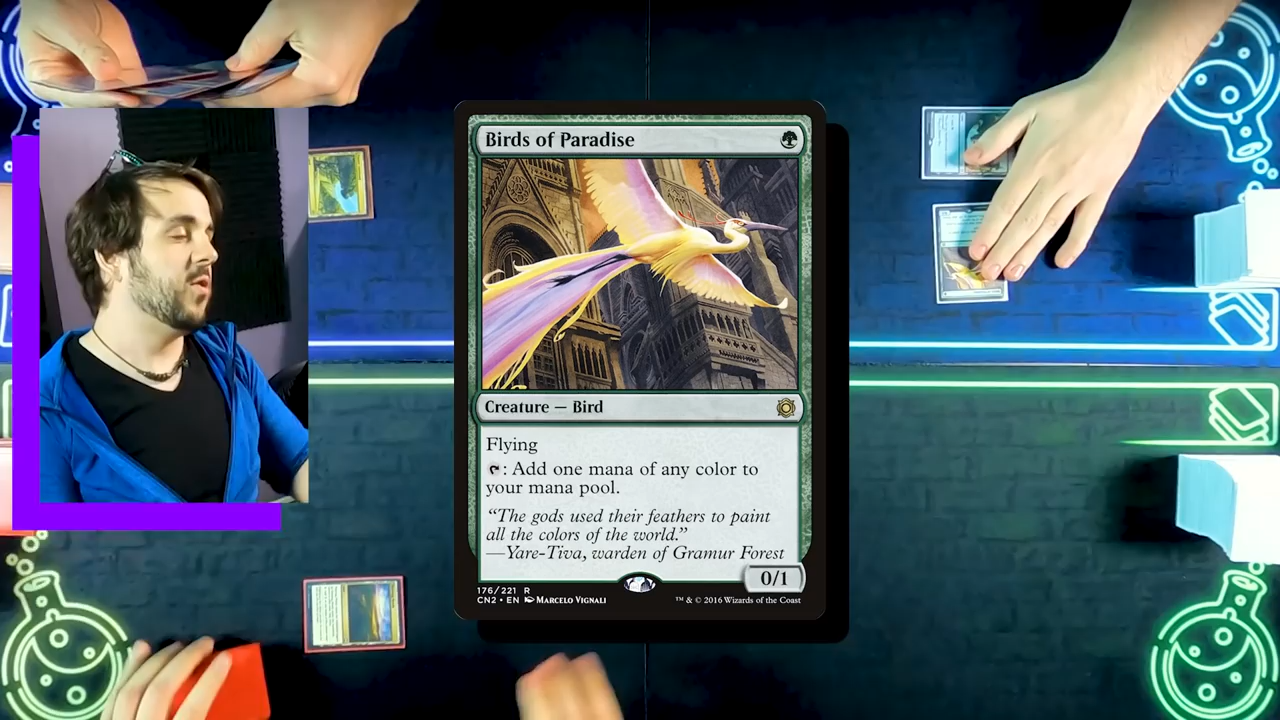 Birds of Paradise
Creature — Bird
Flying
: Add one mana of any color to
your mana pool.
“The gods used their feathers to paint
all the colors of the world.”
—Yare-Tiva, warden of Gramur Forest
0/1
176/221 R
CN2 • EN Marcelo Vignali
™ & © 2016 Wizards of the Coast